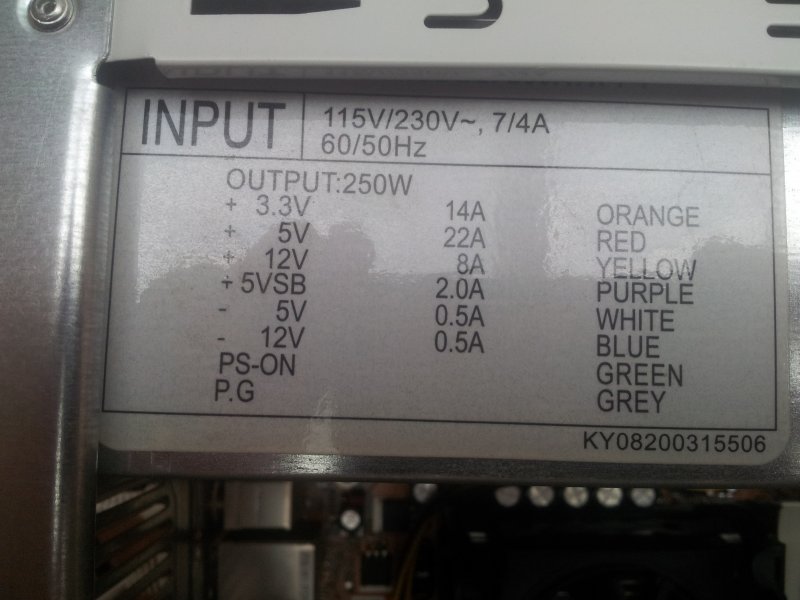 INPUT 115V/230V~, 7/4A
60/50Hz
OUTPUT:250W
+ 3.3V 14A ORANGE
+ 5V 22A RED
+ 12V 8A YELLOW
+ 5VSB 2.0A PURPLE
- 5V 0.5A WHITE
- 12V 0.5A BLUE
PS-ON GREEN
P.G GREY
KY08200315506